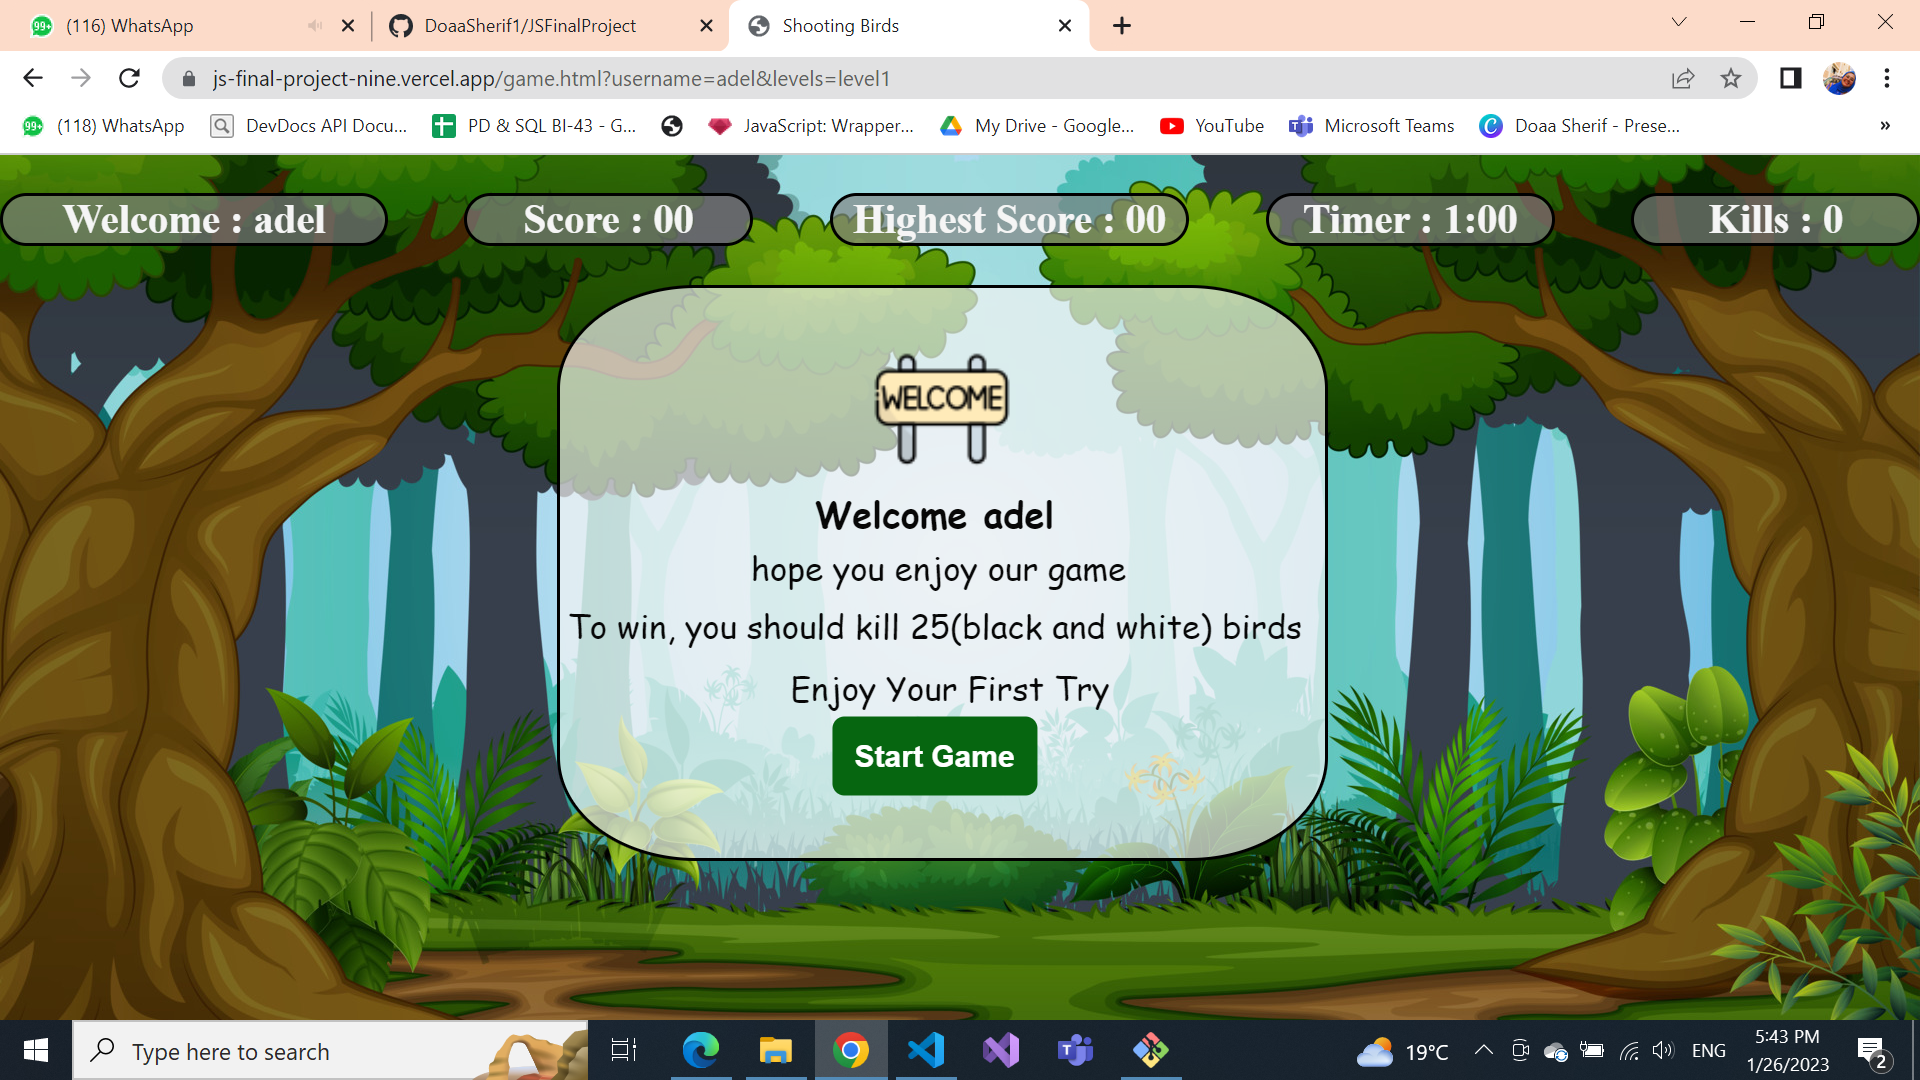 (116) WhatsApp
DoaaSherif1/JSFinalProject
Shooting Birds
js-final-project-nine.vercel.app/game.html?username=adel&levels=level1
99+ (118) WhatsApp
DevDocs API Docu...
PD & SQL BI-43 - G...
JavaScript: Wrapper...
My Drive - Google...
YouTube
Microsoft Teams
Doaa Sherif - Prese...
»
Welcome : adel
Score : 00
Highest Score : 00
Timer : 1:00
Kills : 0
WELCOME
Welcome adel
hope you enjoy our game
To win, you should kill 25(black and white) birds
Enjoy Your First Try
Start Game
Type here to search
19°C
ENG
5:43 PM
1/26/2023
2